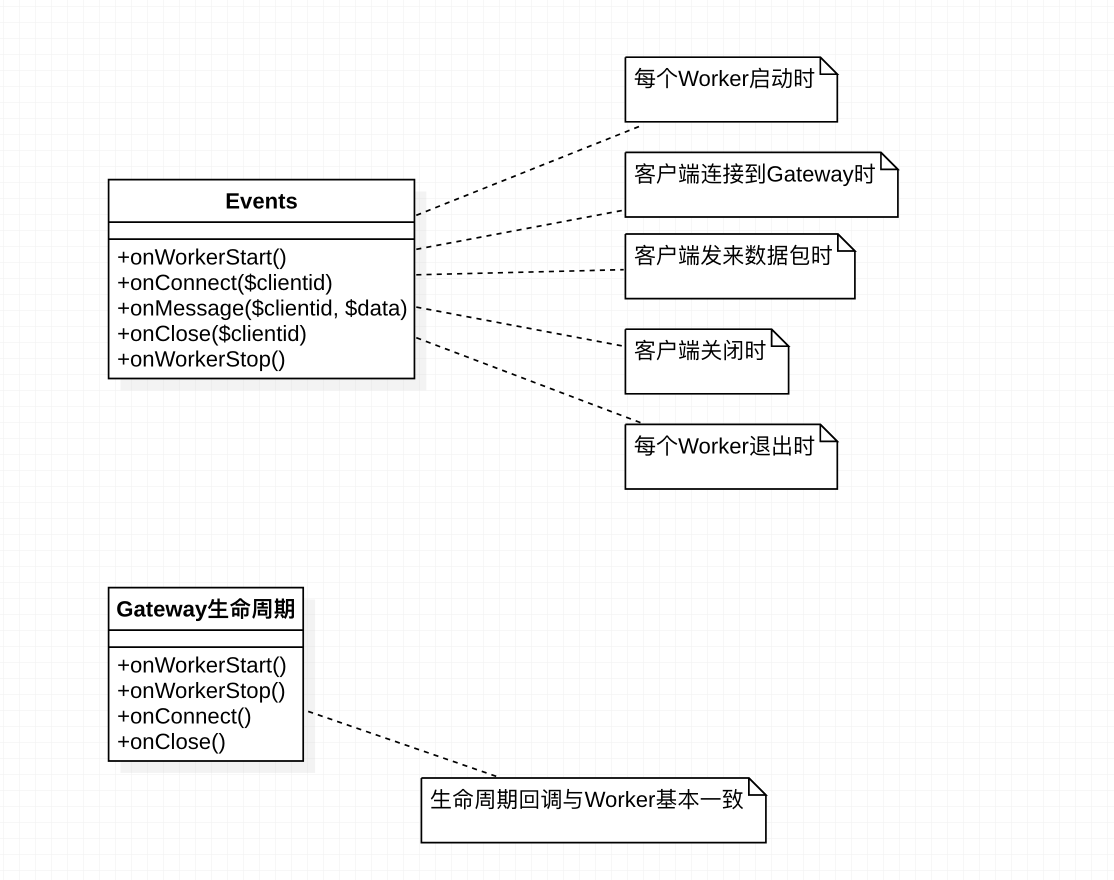 每个Worker启动时
客户端连接到Gateway时
Events
客户端发来数据包时
+onWorkerStart()
+onConnect($clientid)
+onMessage($clientid, $data)
+onClose($clientid)
+onWorkerStop()
客户端关闭时
每个Worker退出时
Gateway生命周期
+onWorkerStart()
+onWorkerStop()
+onConnect()
+onClose()
生命周期回调与Worker基本一致